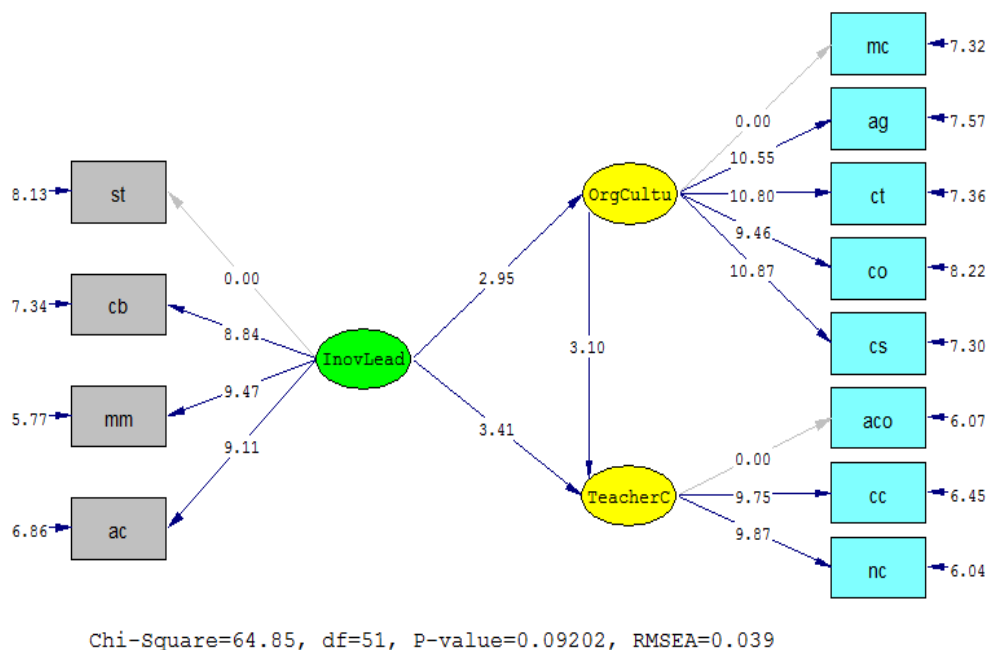 mc
7.32
0.00
ag
7.57
10.55
8.13
st
OrgCultu
10.80
ct
7.36
9.46
co
8.22
0.00
2.95
10.87
7.34
cb
8.84
InovLead
3.10
cs
7.30
5.77
mm
9.47
3.41
aco
6.07
9.11
0.00
6.86
ac
TeacherC
9.75
cc
6.45
9.87
nc
6.04
Chi-Square=64.85, df=51, P-value=0.09202, RMSEA=0.039